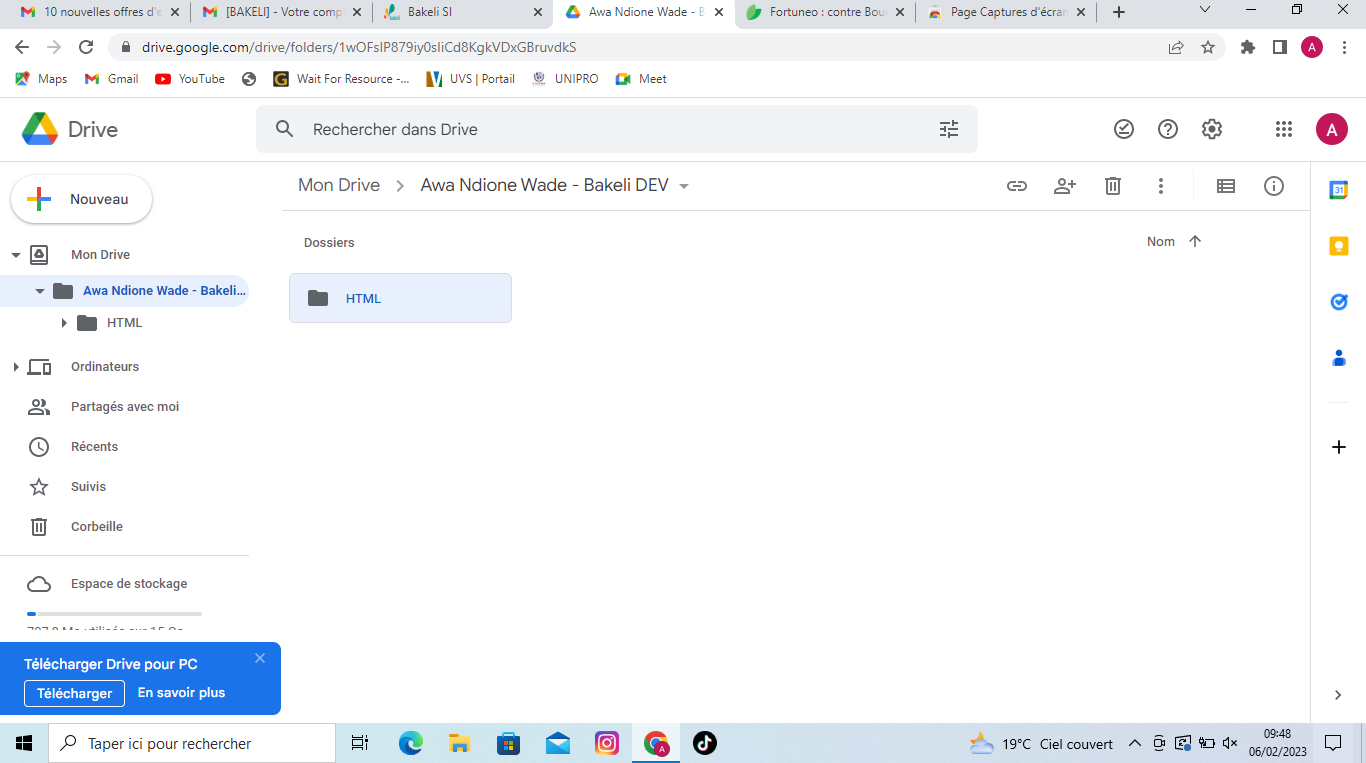 10 nouvelles offres d'e
[BAKELI] - Votre comp
Bakeli SI
Awa Ndione Wade - B
Fortuneo : contre Bou
Page Captures d'écran
drive.google.com/drive/folders/1wOFsIP879iy0sliCd8KgkVDxGBruvdkS
A
Maps
Gmail
YouTube
Wait For Resource -...
UVS | Portail
UNIPRO
Meet
Drive
Rechercher dans Drive
A
Nouveau
Mon Drive
Awa Ndione Wade - Bakeli DEV
31
Mon Drive
Dossiers
Nom
Awa Ndione Wade - Bakeli...
HTML
HTML
Ordinateurs
Partagés avec moi
Récents
Suivis
Corbeille
Espace de stockage
Télécharger Drive pour PC
Télécharger
En savoir plus
Taper ici pour rechercher
A
19°C Ciel couvert
09:48
06/02/2023